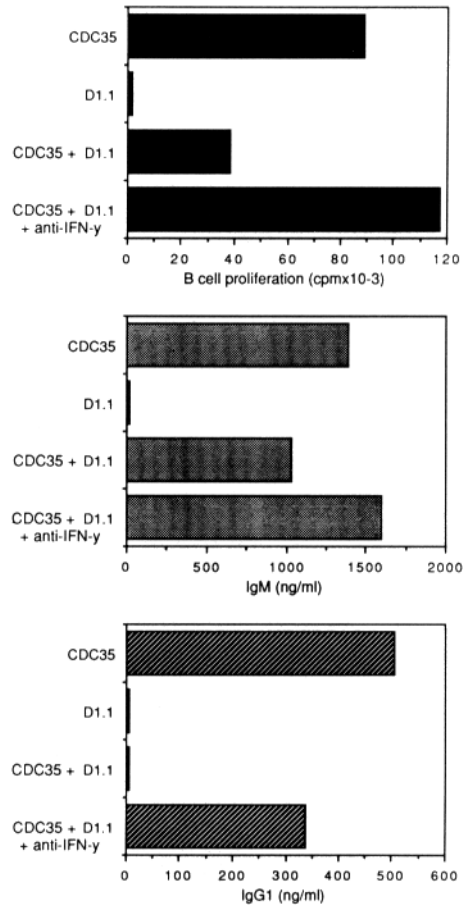 CDC35
D1.1
CDC35 + D1.1
CDC35 + D1.1
+ anti-IFN-y
0 20 40 60 80 100 120
B cell proliferation (cpmx10-3)
CDC35
D1.1
CDC35 + D1.1
CDC35 + D1.1
+ anti-IFN-y
0 500 1000 1500 2000
IgM (ng/ml)
CDC35
D1.1
CDC35 + D1.1
CDC35 + D1.1
+ anti-IFN-y
0 100 200 300 400 500 600
IgG1 (ng/ml)